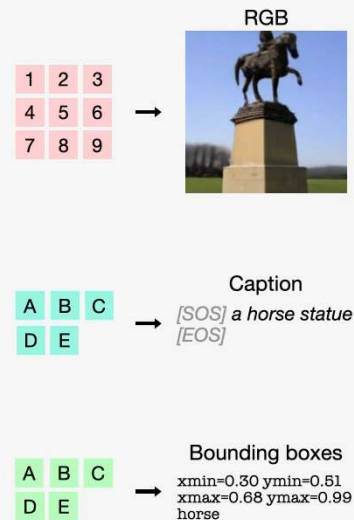 RGB
1 2 3
4 5 6
7 8 9
Caption
A B C
D E
[SOS] a horse statue
[EOS]
Bounding boxes
A B C
D E
xmin=0.30 ymin=0.51
xmax=0.68 ymax=0.99
horse